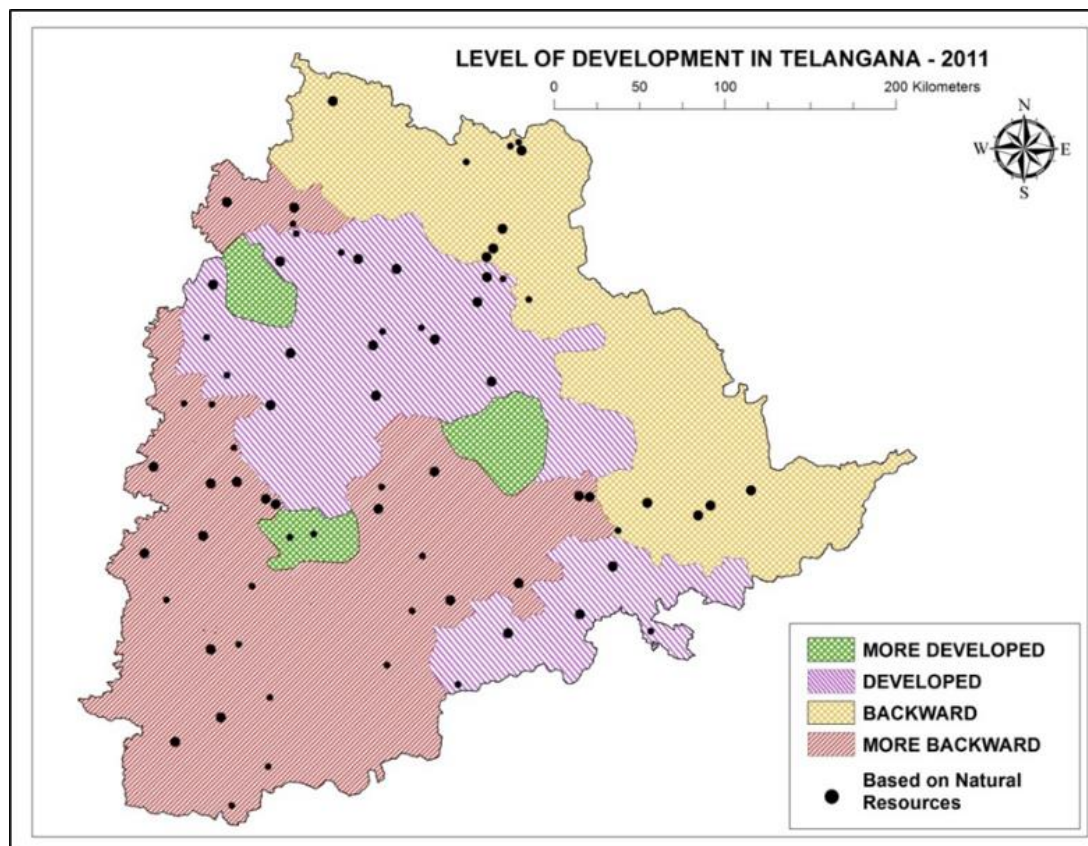 LEVEL OF DEVELOPMENT IN TELANGANA - 2011
0 50 100 200 Kilometers
N
W E
S
MORE DEVELOPED
DEVELOPED
BACKWARD
MORE BACKWARD
Based on Natural
Resources